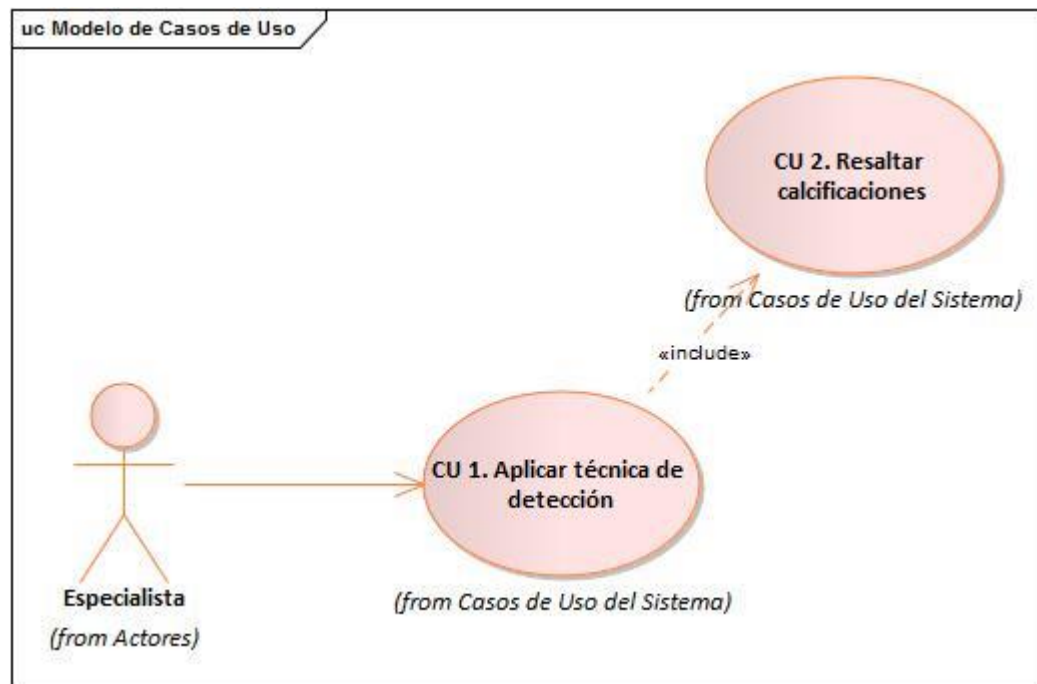 uc Modelo de Casos de Uso
CU 2. Resaltar
calcificaciones
(from Casos de Uso del Sistema)
«include»
CU 1. Aplicar técnica de
detección
(from Casos de Uso del Sistema)
Especialista
(from Actores)